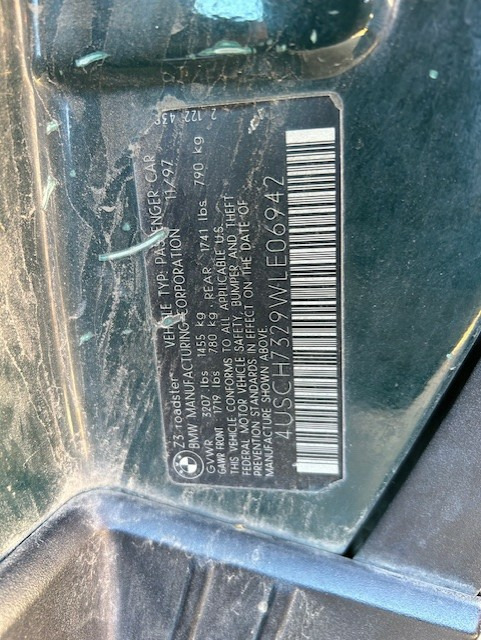 Z3 roadster VEHICLE TYP: PASSENGER CAR
BMW MANUFACTURING CORPORATION 11/97
GVWR 3207 lbs 1455 kg
GAWR FRONT 1719 lbs 780 kg, REAR 1741 lbs 790 kg
THIS VEHICLE CONFORMS TO ALL APPLICABLE U.S.
FEDERAL MOTOR VEHICLE SAFETY, BUMPER AND THEFT
PREVENTION STANDARDS IN EFFECT ON THE DATE OF
MANUFACTURE SHOWN ABOVE.
4USCH7329WLE06942